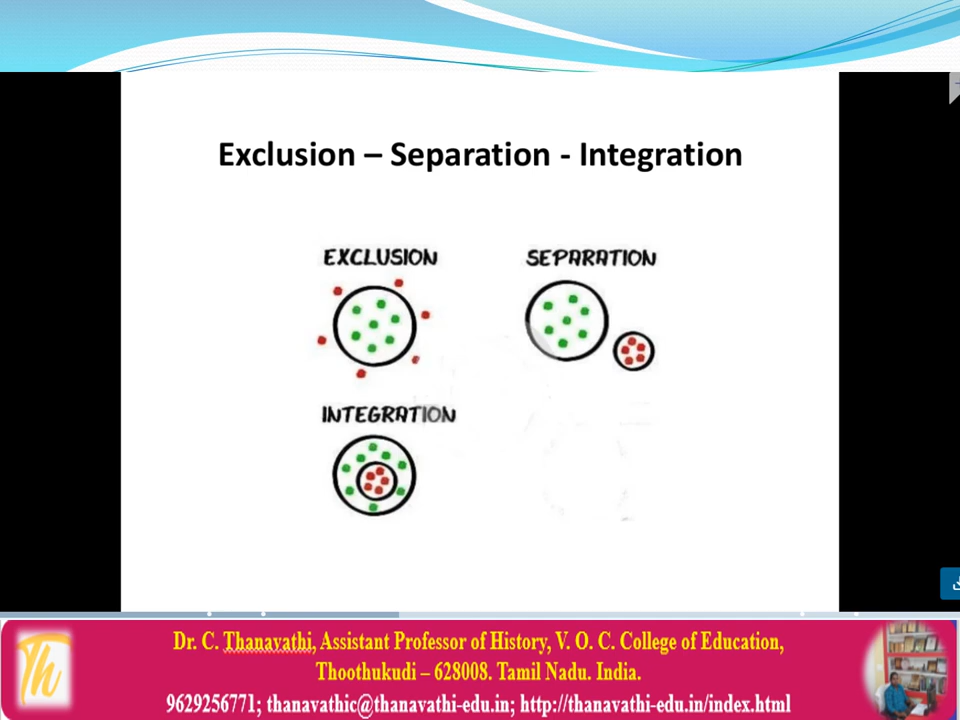 Exclusion – Separation - Integration
EXCLUSION
SEPARATION
INTEGRATION
Th
Dr. C. Thanavathi, Assistant Professor of History, V. O. C. College of Education,
Thoothukudi – 628008. Tamil Nadu. India.
9629256771; thanavathic@thanavathi-edu.in; http://thanavathi-edu.in/index.html